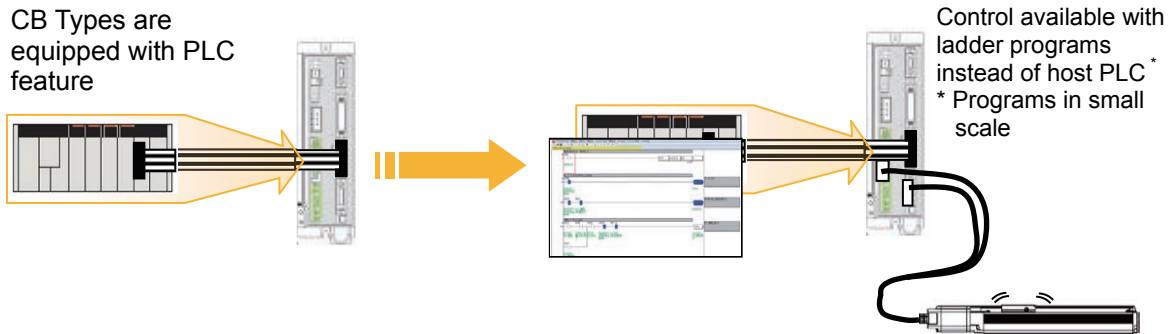 CB Types are
equipped with PLC
feature
Control available with
ladder programs
instead of host PLC *
* Programs in small
scale